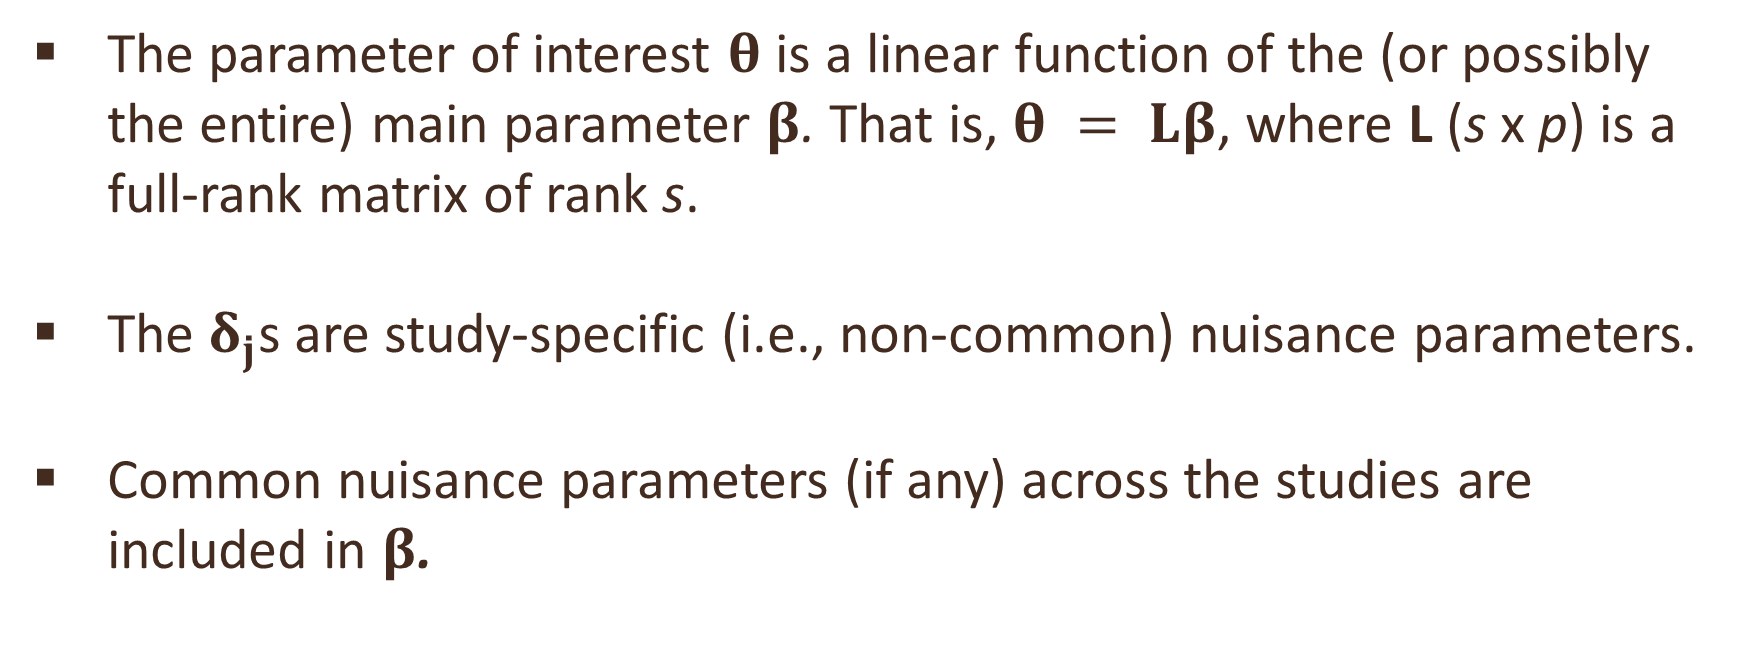 ▪ The parameter of interest θ is a linear function of the (or possibly
the entire) main parameter β. That is, θ = Lβ, where L (s x p) is a
full-rank matrix of rank s.
▪ The δⱼs are study-specific (i.e., non-common) nuisance parameters.
▪ Common nuisance parameters (if any) across the studies are
included in β.